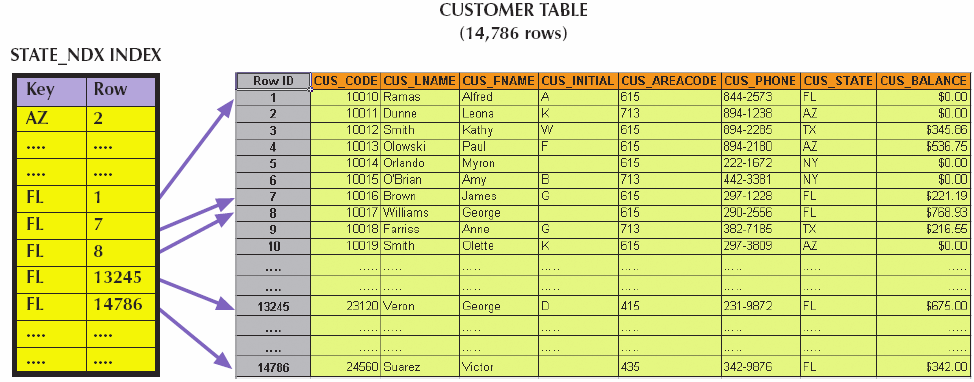 CUSTOMER TABLE
(14,786 rows)
STATE_NDX INDEX
Key Row
AZ 2
.... ....
.... ....
FL 1
FL 7
FL 8
FL 13245
FL 14786
.... ....
.... ....
Row ID CUS_CODE CUS_LNAME CUS_FNAME CUS_INITIAL CUS_AREACODE CUS_PHONE CUS_STATE CUS_BALANCE
1 10010 Ramas Alfred A 615 844-2573 FL $0.00
2 10011 Dunne Leona K 713 894-1238 AZ $0.00
3 10012 Smith Kathy W 615 894-2285 TX $345.86
4 10013 Olowski Paul F 615 894-2180 AZ $536.75
5 10014 Orlando Myron 615 222-1672 NY $0.00
6 10015 O'Brian Amy B 713 442-3381 NY $0.00
7 10016 Brown James G 615 297-1228 FL $221.19
8 10017 Williams George 615 290-2556 FL $768.93
9 10018 Farriss Anne G 713 382-7185 TX $216.55
10 10019 Smith Olette K 615 297-3809 AZ $0.00
.... ..... ..... ..... ..... ..... ..... ..... .....
.... ..... ..... ..... ..... ..... ..... ..... .....
13245 23120 Veron George D 415 231-9872 FL $675.00
.... ..... ..... ..... ..... ..... ..... ..... .....
.... ..... ..... ..... ..... ..... ..... ..... .....
14786 24560 Suarez Victor 435 342-9876 FL $342.00